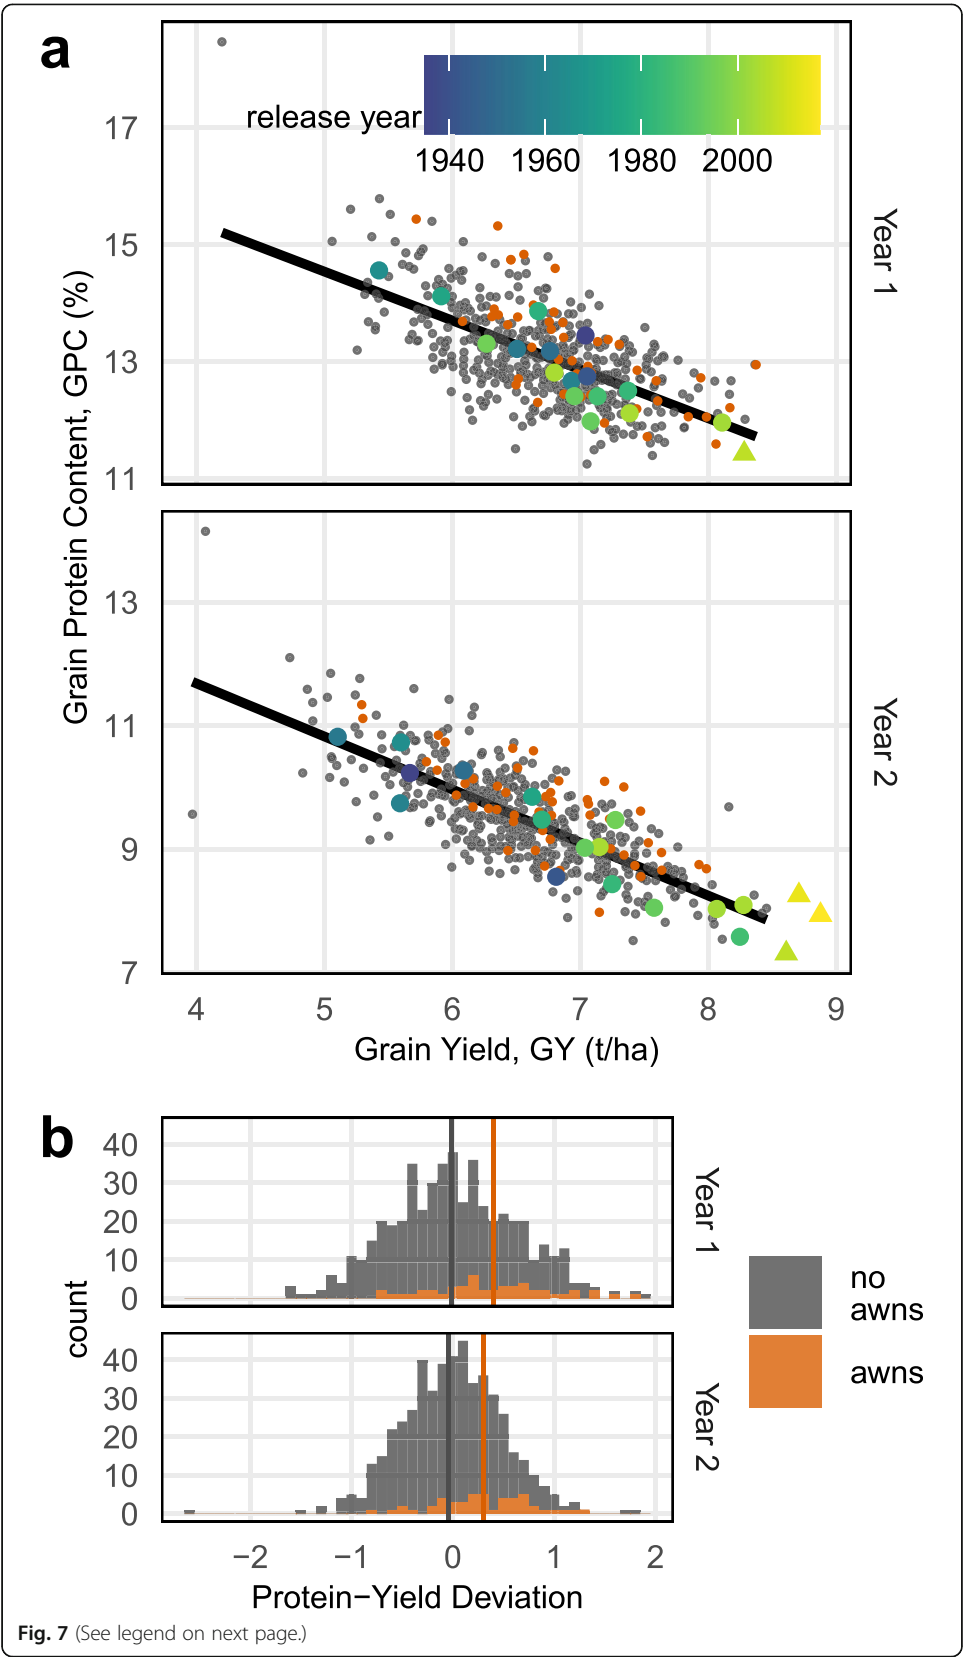 a
release year
1940 1960 1980 2000
17
15
13
11
Year 1
Grain Protein Content, GPC (%)
13
11
9
7
Year 2
4 5 6 7 8 9
Grain Yield, GY (t/ha)
b
40
30
20
10
0
Year 1
count
40
30
20
10
0
Year 2
no
awns
awns
−2 −1 0 1 2
Protein−Yield Deviation
Fig. 7 (See legend on next page.)